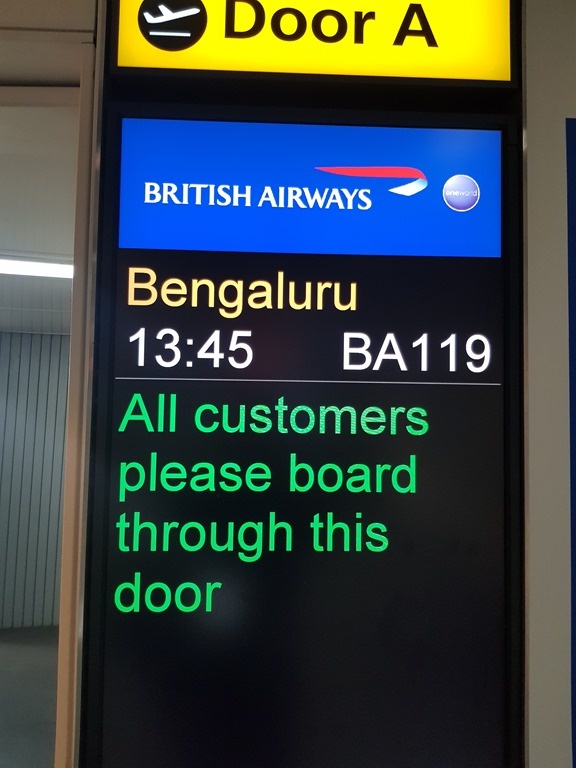 Door A
BRITISH AIRWAYS
oneworld
Bengaluru
13:45 BA119
All customers
please board
through this
door